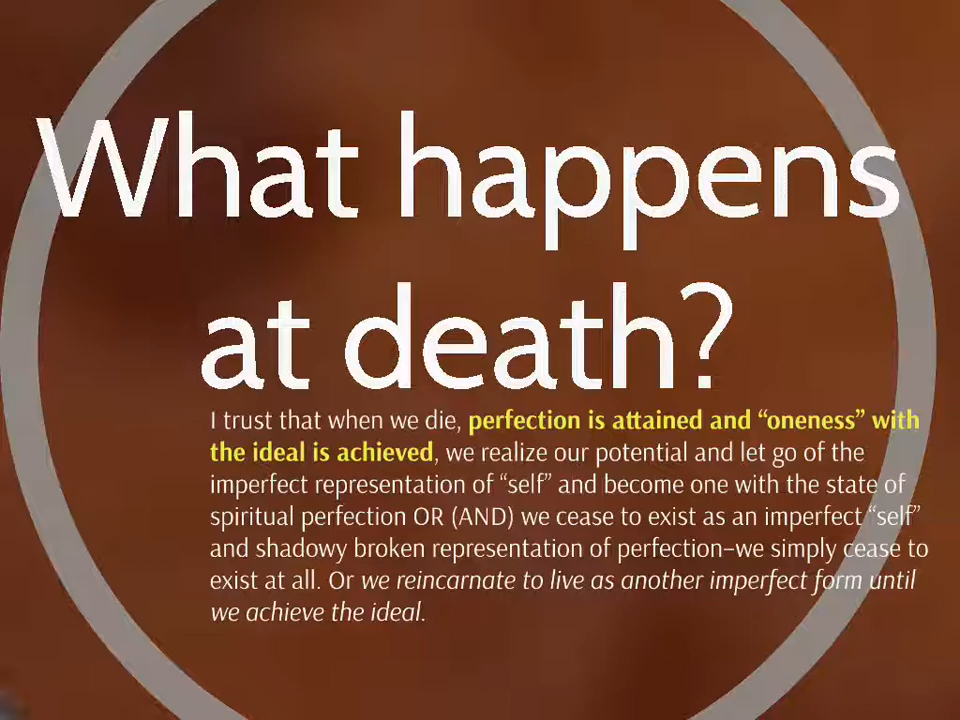 What happens
at death?
I trust that when we die, perfection is attained and “oneness” with
the ideal is achieved, we realize our potential and let go of the
imperfect representation of “self” and become one with the state of
spiritual perfection OR (AND) we cease to exist as an imperfect “self”
and shadowy broken representation of perfection–we simply cease to
exist at all. Or we reincarnate to live as another imperfect form until
we achieve the ideal.